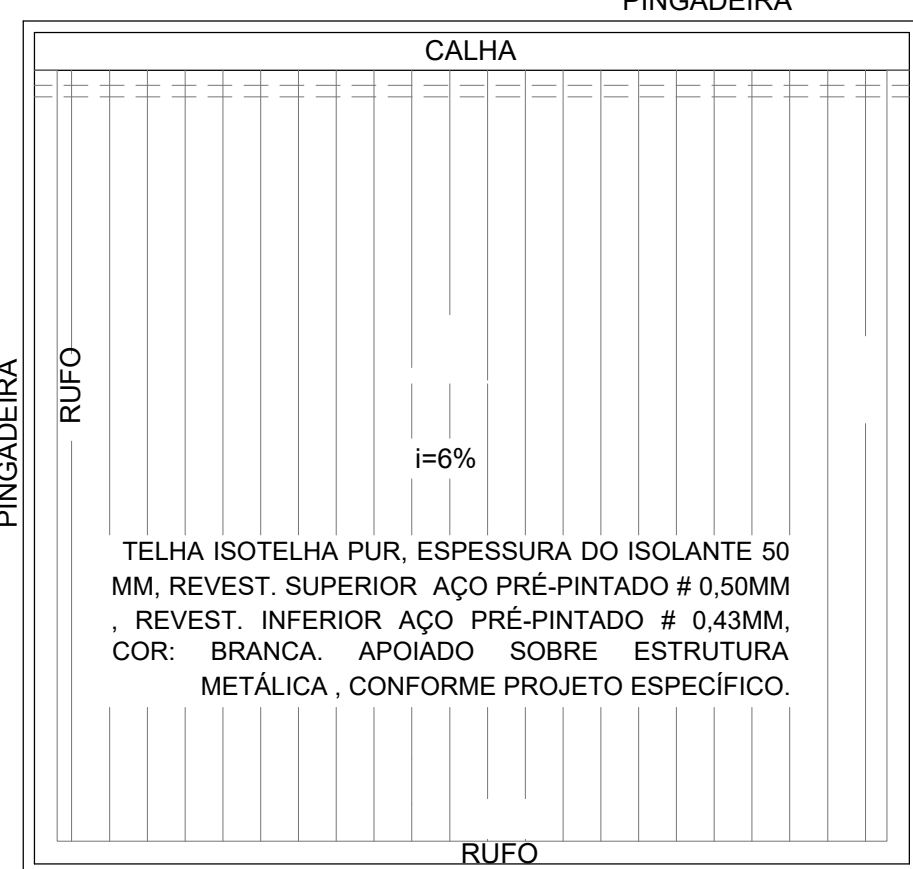 PINGADEIRA
CALHA
PINGADEIRA
RUFO
i=6%
TELHA ISOTELHA PUR, ESPESSURA DO ISOLANTE 50
MM, REVEST. SUPERIOR AÇO PRÉ-PINTADO # 0,50MM
, REVEST. INFERIOR AÇO PRÉ-PINTADO # 0,43MM,
COR: BRANCA. APOIADO SOBRE ESTRUTURA
METÁLICA , CONFORME PROJETO ESPECÍFICO.
RUFO